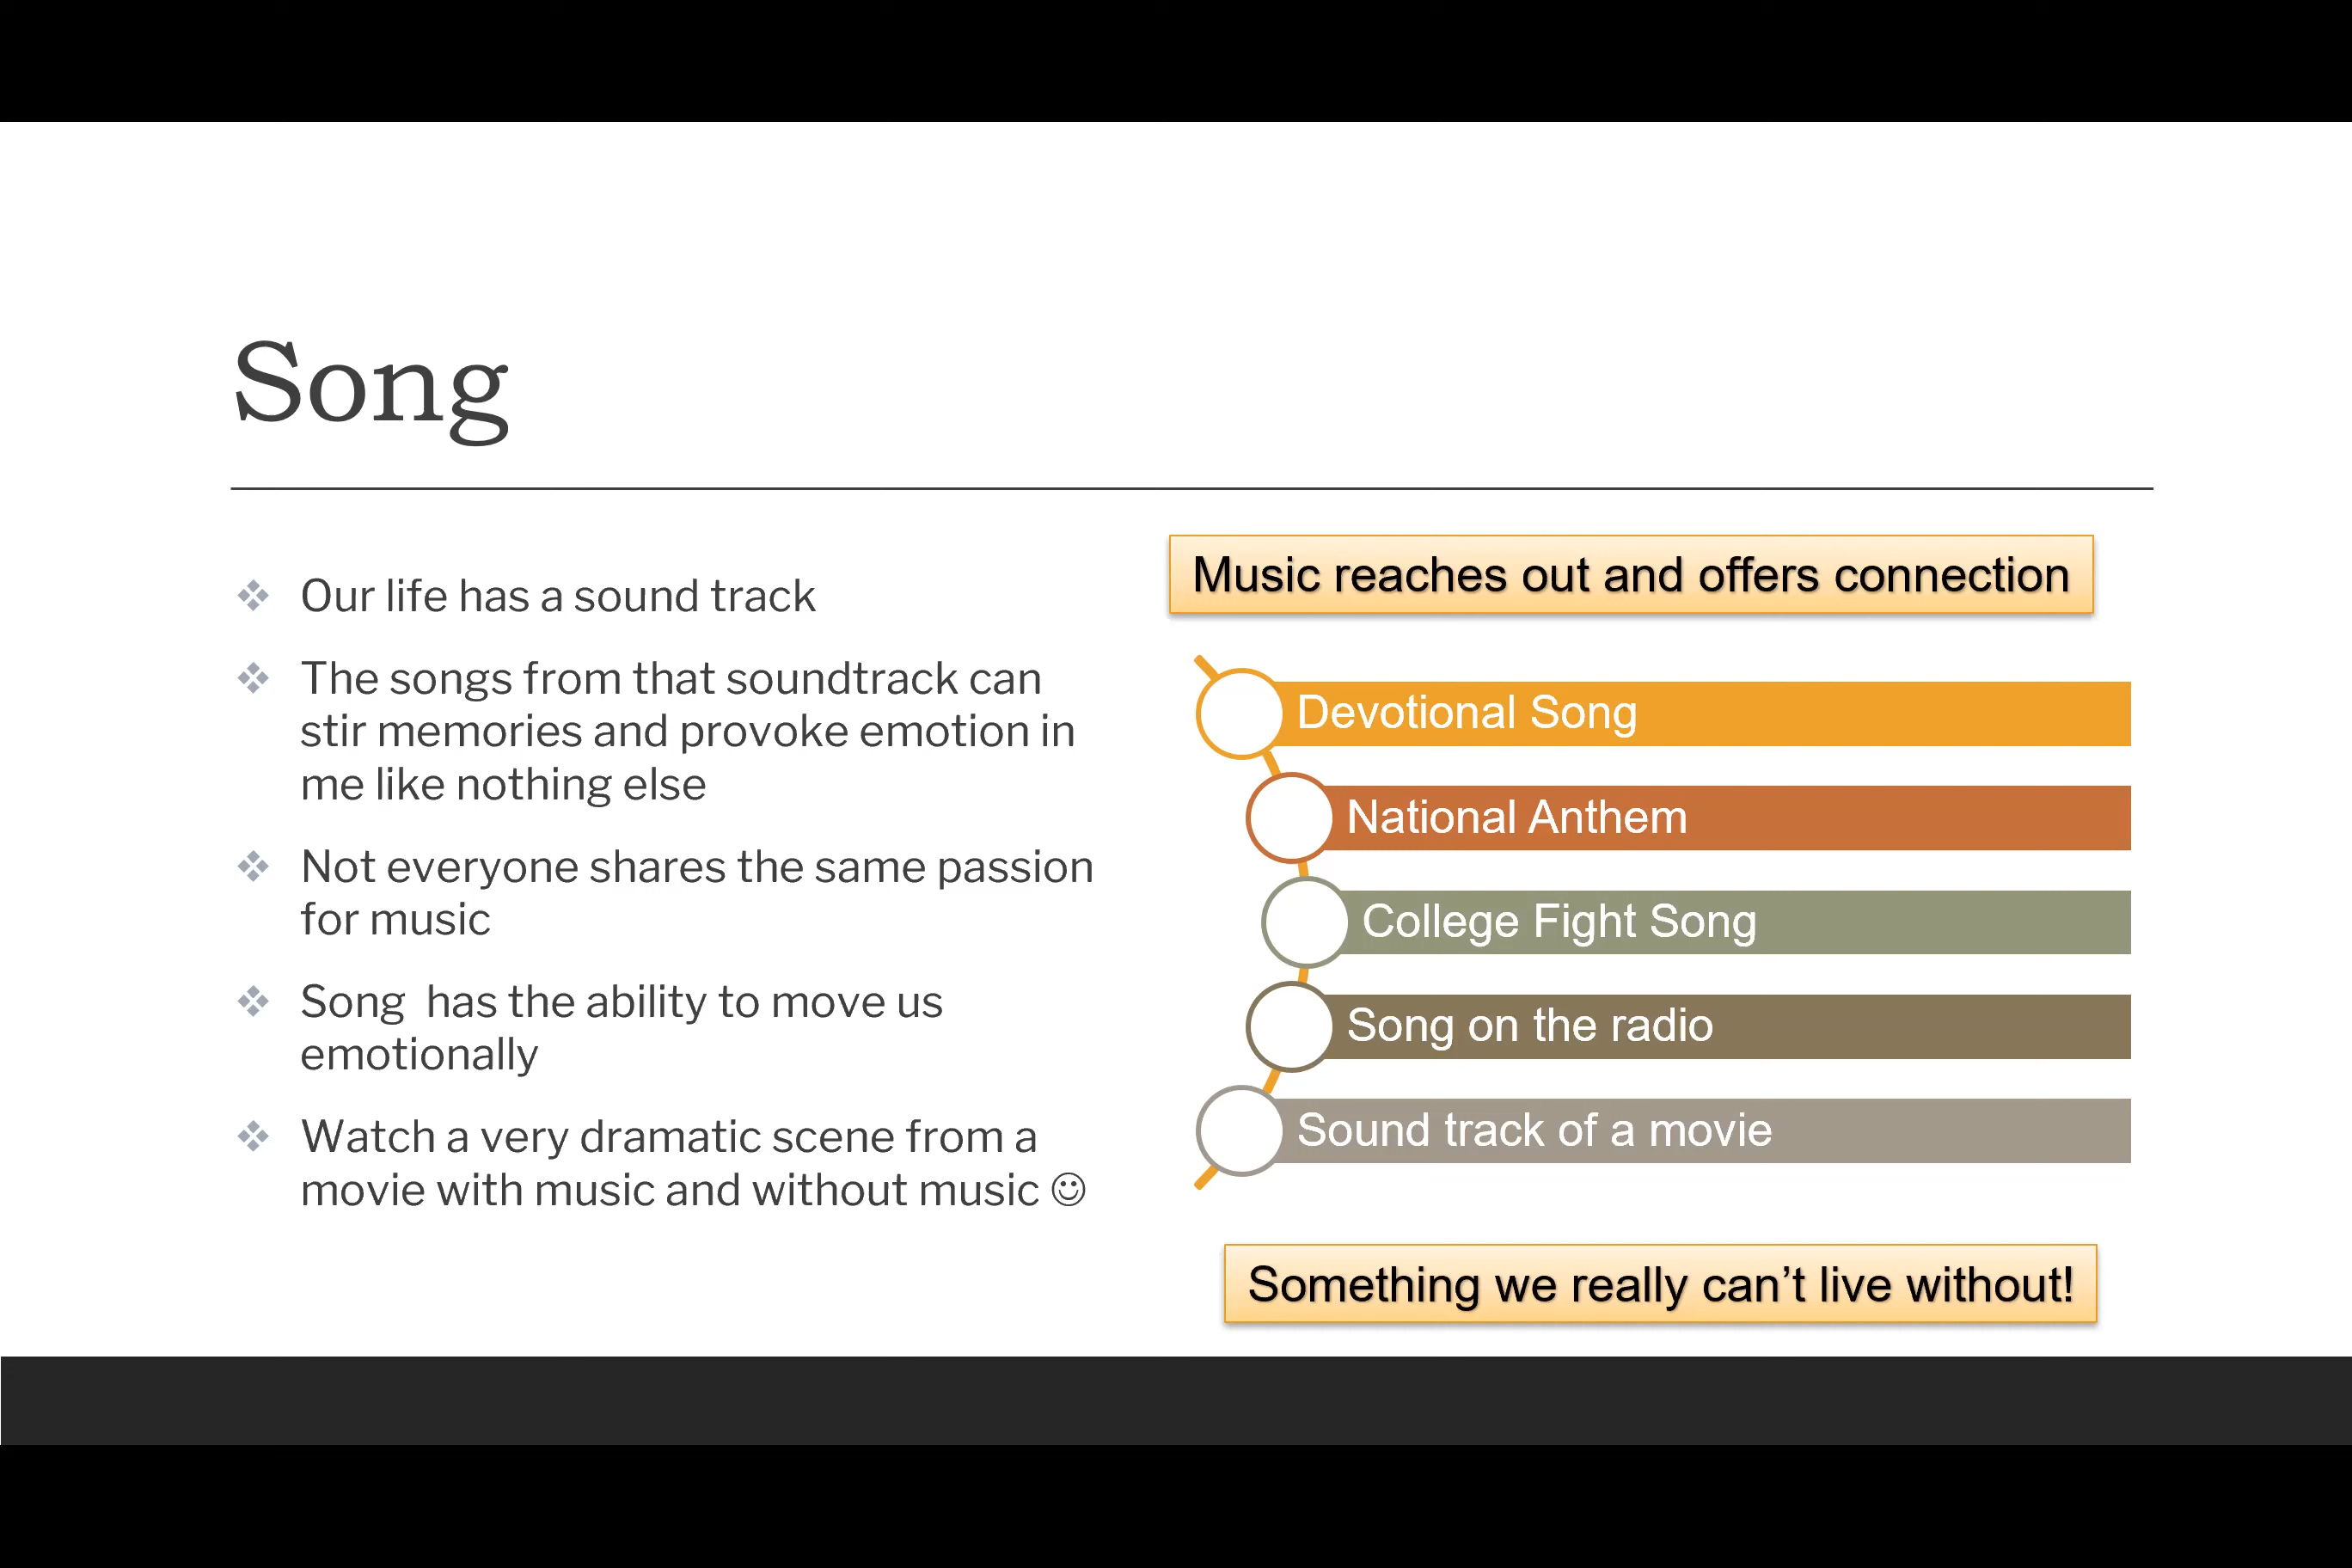 Song
Our life has a sound track
The songs from that soundtrack can
stir memories and provoke emotion in
me like nothing else
Not everyone shares the same passion
for music
Song  has the ability to move us
emotionally
Watch a very dramatic scene from a
movie with music and without music ☺
Music reaches out and offers connection
Devotional Song
National Anthem
College Fight Song
Song on the radio
Sound track of a movie
Something we really can’t live without!